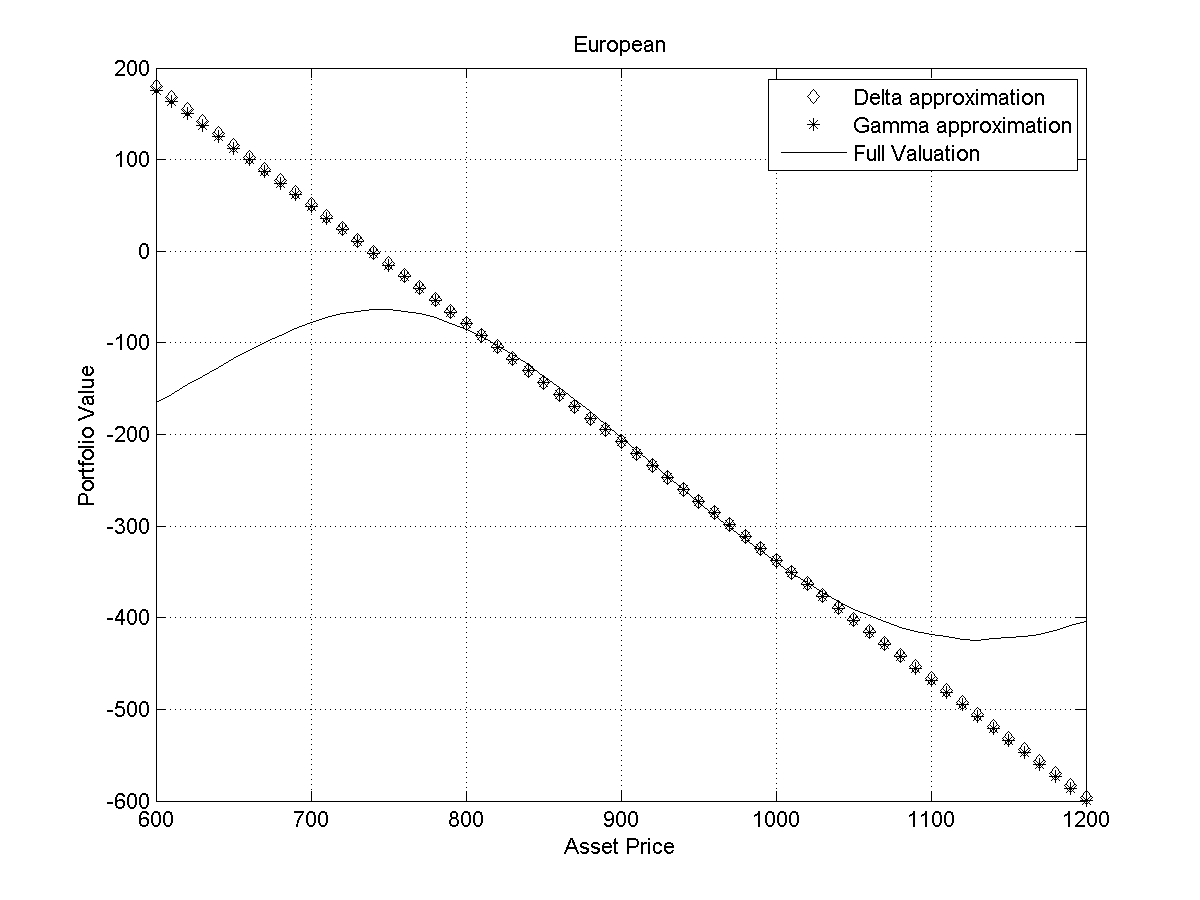 European
200
100
0
-100
-200
-300
-400
-500
-600
Portfolio Value
Delta approximation
Gamma approximation
Full Valuation
600 700 800 900 1000 1100 1200
Asset Price